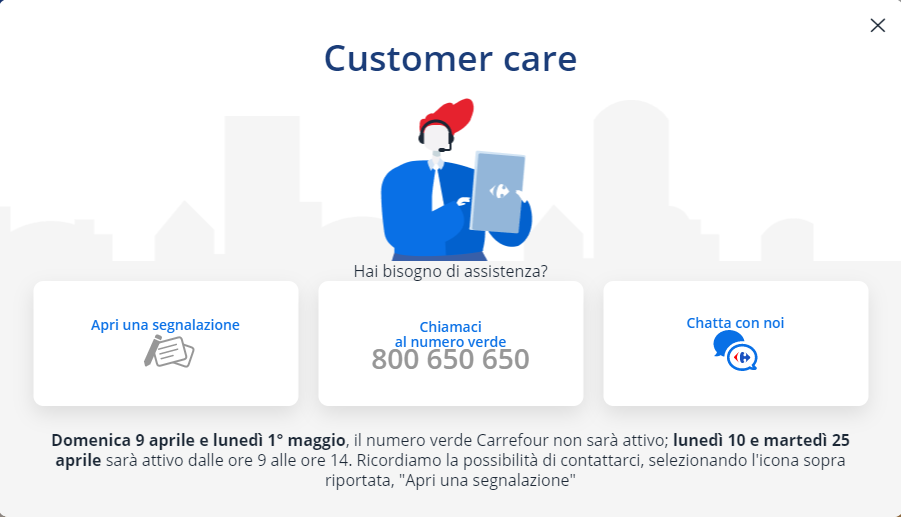 Customer care
Hai bisogno di assistenza?
Apri una segnalazione
Chiamaci
al numero verde
800 650 650
Chatta con noi
Domenica 9 aprile e lunedì 1° maggio, il numero verde Carrefour non sarà attivo; lunedì 10 e martedì 25
aprile sarà attivo dalle ore 9 alle ore 14. Ricordiamo la possibilità di contattarci, selezionando l'icona sopra
riportata, "Apri una segnalazione"